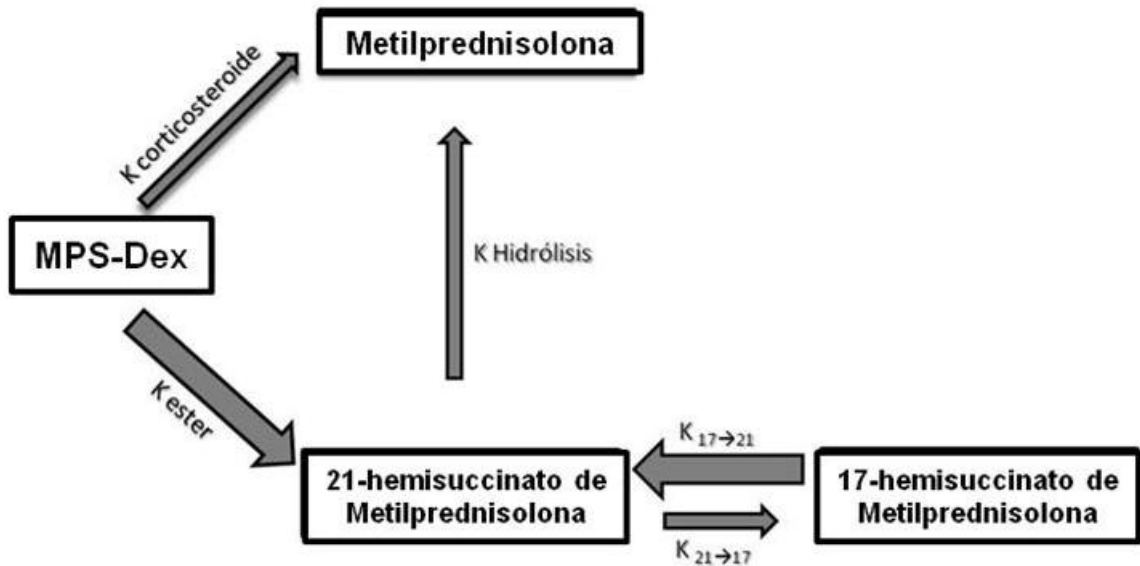 Metilprednisolona
K corticosteroide
MPS-Dex
K Hidrólisis
K ester
K 17→21
21-hemisuccinato de
Metilprednisolona
17-hemisuccinato de
Metilprednisolona
K 21→17